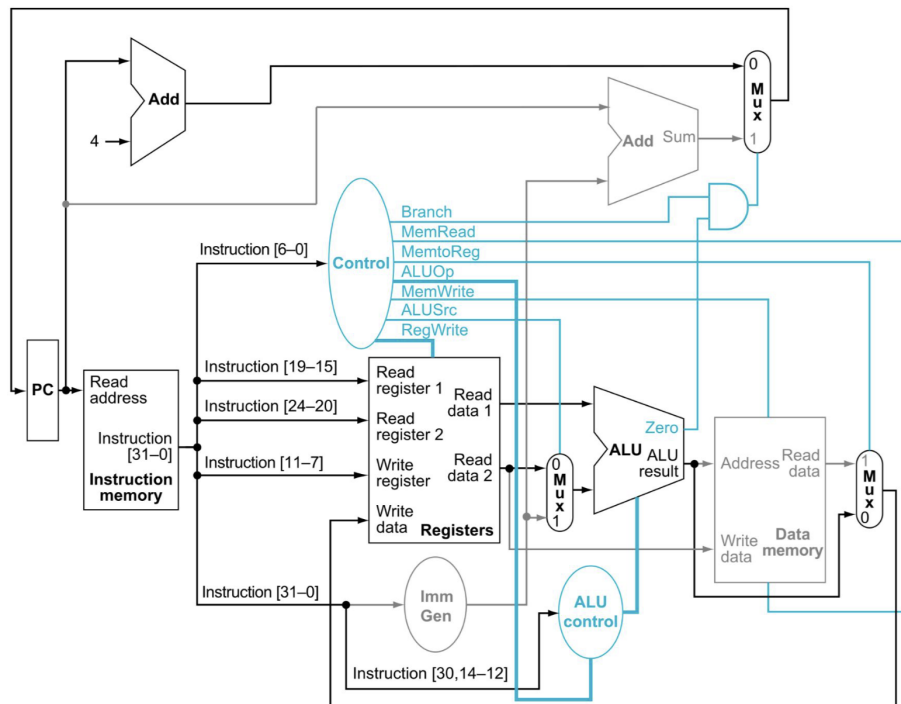 Add
4
0
Mux
1
Add Sum
Branch
MemRead
MemtoReg
ALUOp
MemWrite
ALUSrc
RegWrite
Control
Instruction [6–0]
PC
Read
address
Instruction
[31–0]
Instruction
memory
Instruction [19–15]
Instruction [24–20]
Instruction [11–7]
Read
register 1
Read
register 2
Write
register
Write
data
Read
data 1
Read
data 2
Registers
0
Mux
1
Zero
ALU ALU
result
Address
Read
data
Write
data
Data
memory
1
Mux
0
Instruction [31–0]
Imm
Gen
ALU
control
Instruction [30,14–12]